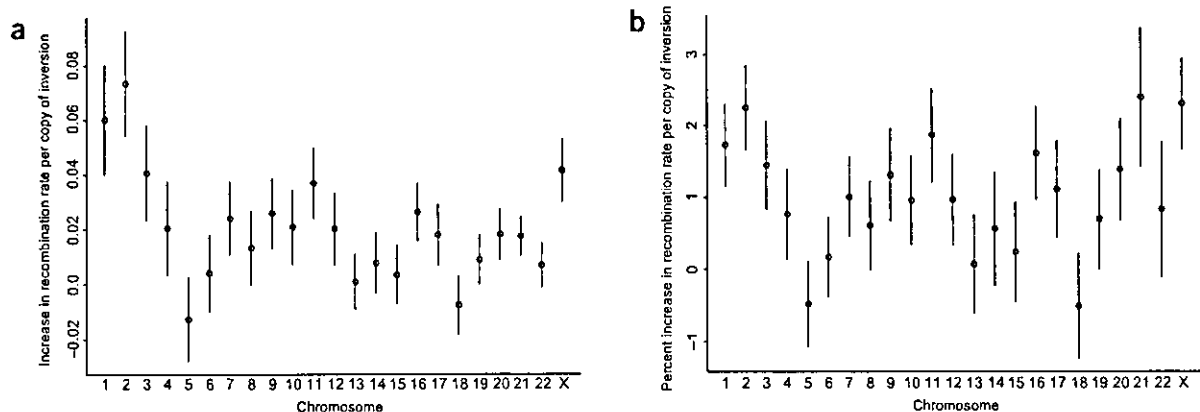 a
Increase in recombination rate per copy of inversion
0.08
0.06
0.04
0.02
0.0
−0.02
1 2 3 4 5 6 7 8 9 10 11 12 13 14 15 16 17 18 19 20 21 22 X
Chromosome
b
Percent increase in recombination rate per copy of inversion
3
2
1
0
−1
1 2 3 4 5 6 7 8 9 10 11 12 13 14 15 16 17 18 19 20 21 22 X
Chromosome